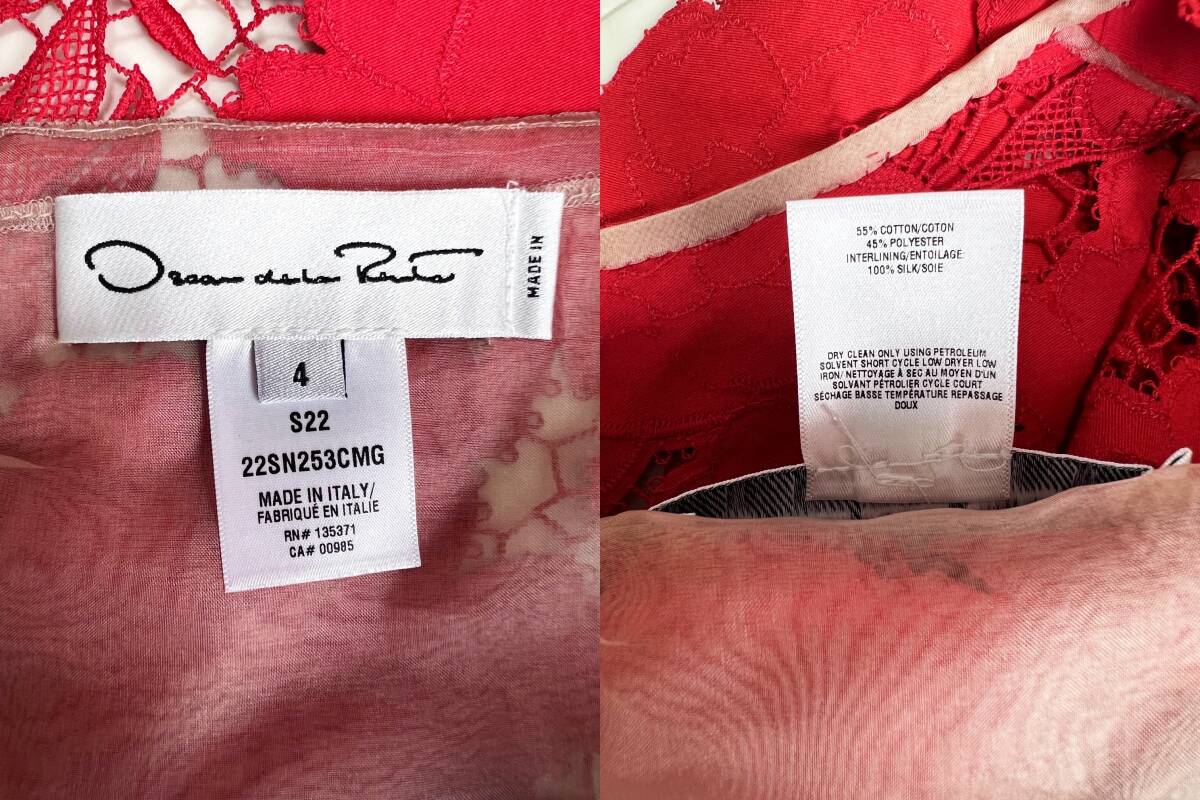 Oscar de la Renta
MADE IN
4
S22
22SN253CMG
MADE IN ITALY/
FABRIQUÉ EN ITALIE
RN# 135371
CA# 00985
55% COTTON/COTON
45% POLYESTER
INTERLINING/ENTOILAGE
100% SILK/SOIE
DRY CLEAN ONLY USING PETROLEUM
SOLVENT SHORT CYCLE LOW DRYER LOW
IRON/ NETTOYAGE À SEC AU MOYEN D'UN
SOLVANT PÉTROLIER CYCLE COURT
SÉCHAGE BASSE TEMPÉRATURE REPASSAGE
DOUX